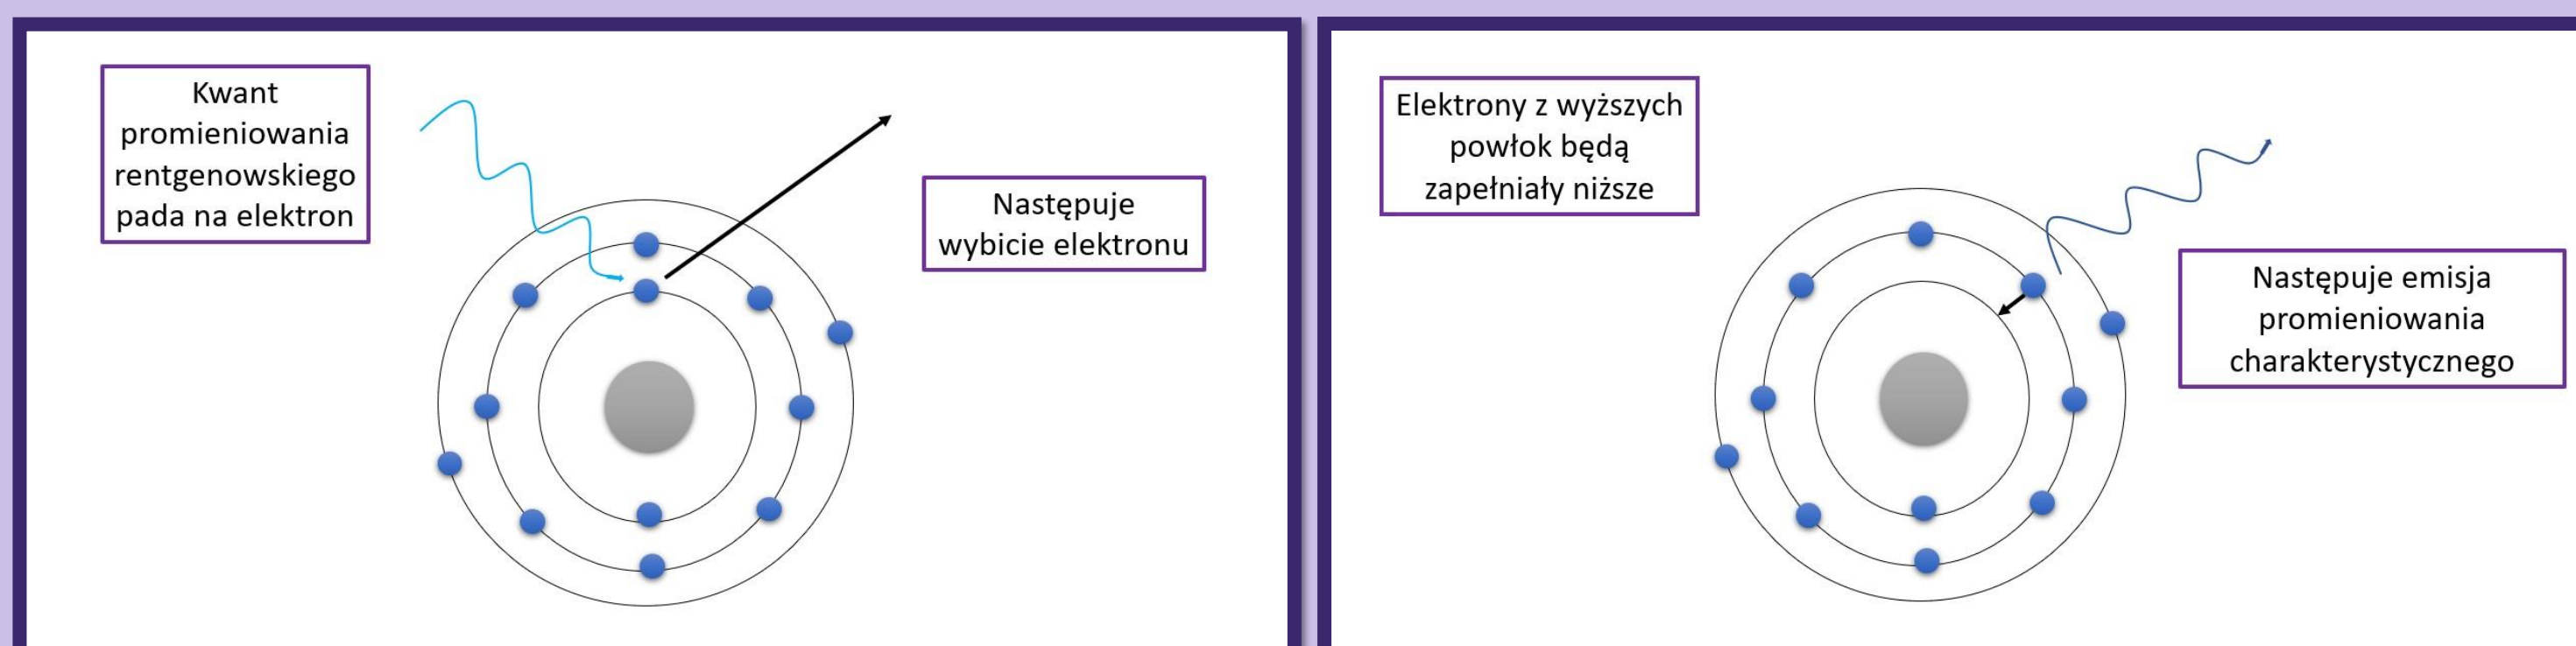 Kwant
promieniowania
rentgenowskiego
pada na elektron
Następuje
wybicie elektronu
Elektrony z wyższych
powłok będą
zapełniały niższe
Następuje emisja
promieniowania
charakterystycznego